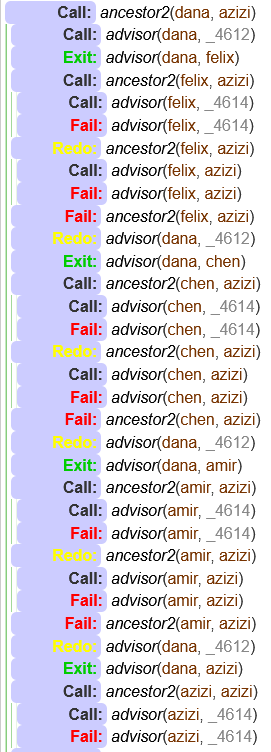 Call: ancestor2(dana, azizi)
Call: advisor(dana, _4612)
Exit: advisor(dana, felix)
Call: ancestor2(felix, azizi)
Call: advisor(felix, _4614)
Fail: advisor(felix, _4614)
Redo: ancestor2(felix, azizi)
Call: advisor(felix, azizi)
Fail: advisor(felix, azizi)
Fail: ancestor2(felix, azizi)
Redo: advisor(dana, _4612)
Exit: advisor(dana, chen)
Call: ancestor2(chen, azizi)
Call: advisor(chen, _4614)
Fail: advisor(chen, _4614)
Redo: ancestor2(chen, azizi)
Call: advisor(chen, azizi)
Fail: advisor(chen, azizi)
Fail: ancestor2(chen, azizi)
Redo: advisor(dana, _4612)
Exit: advisor(dana, amir)
Call: ancestor2(amir, azizi)
Call: advisor(amir, _4614)
Fail: advisor(amir, _4614)
Redo: ancestor2(amir, azizi)
Call: advisor(amir, azizi)
Fail: advisor(amir, azizi)
Fail: ancestor2(amir, azizi)
Redo: advisor(dana, _4612)
Exit: advisor(dana, azizi)
Call: ancestor2(azizi, azizi)
Call: advisor(azizi, _4614)
Fail: advisor(azizi, _4614)